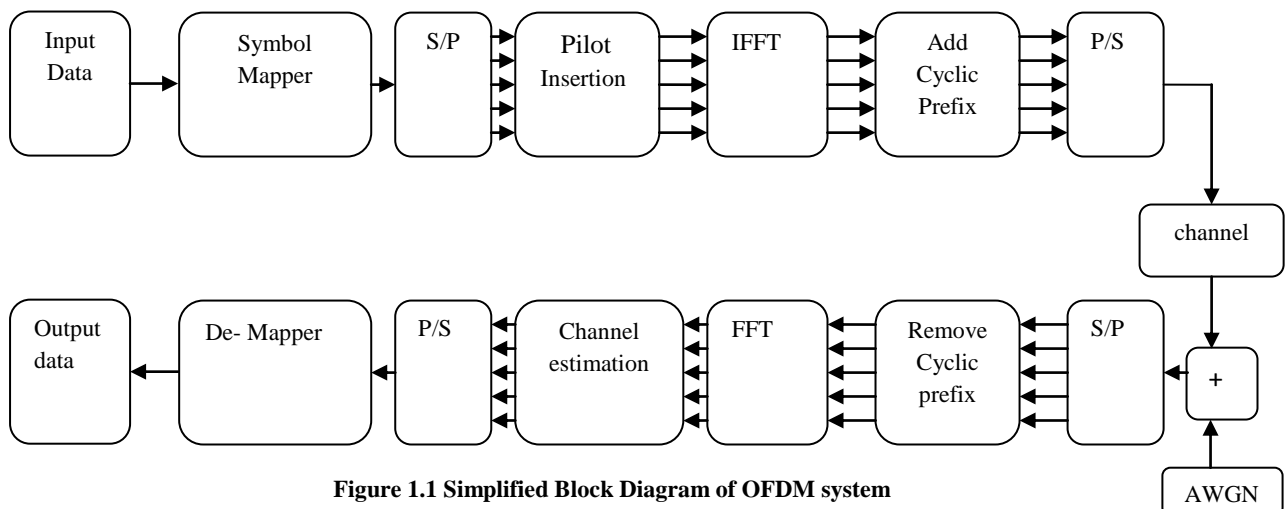 Input
Data
Symbol
Mapper
S/P
Pilot
Insertion
IFFT
Add
Cyclic
Prefix
P/S
channel
Output
data
De- Mapper
P/S
Channel
estimation
FFT
Remove
Cyclic
prefix
S/P
+
AWGN
Figure 1.1 Simplified Block Diagram of OFDM system